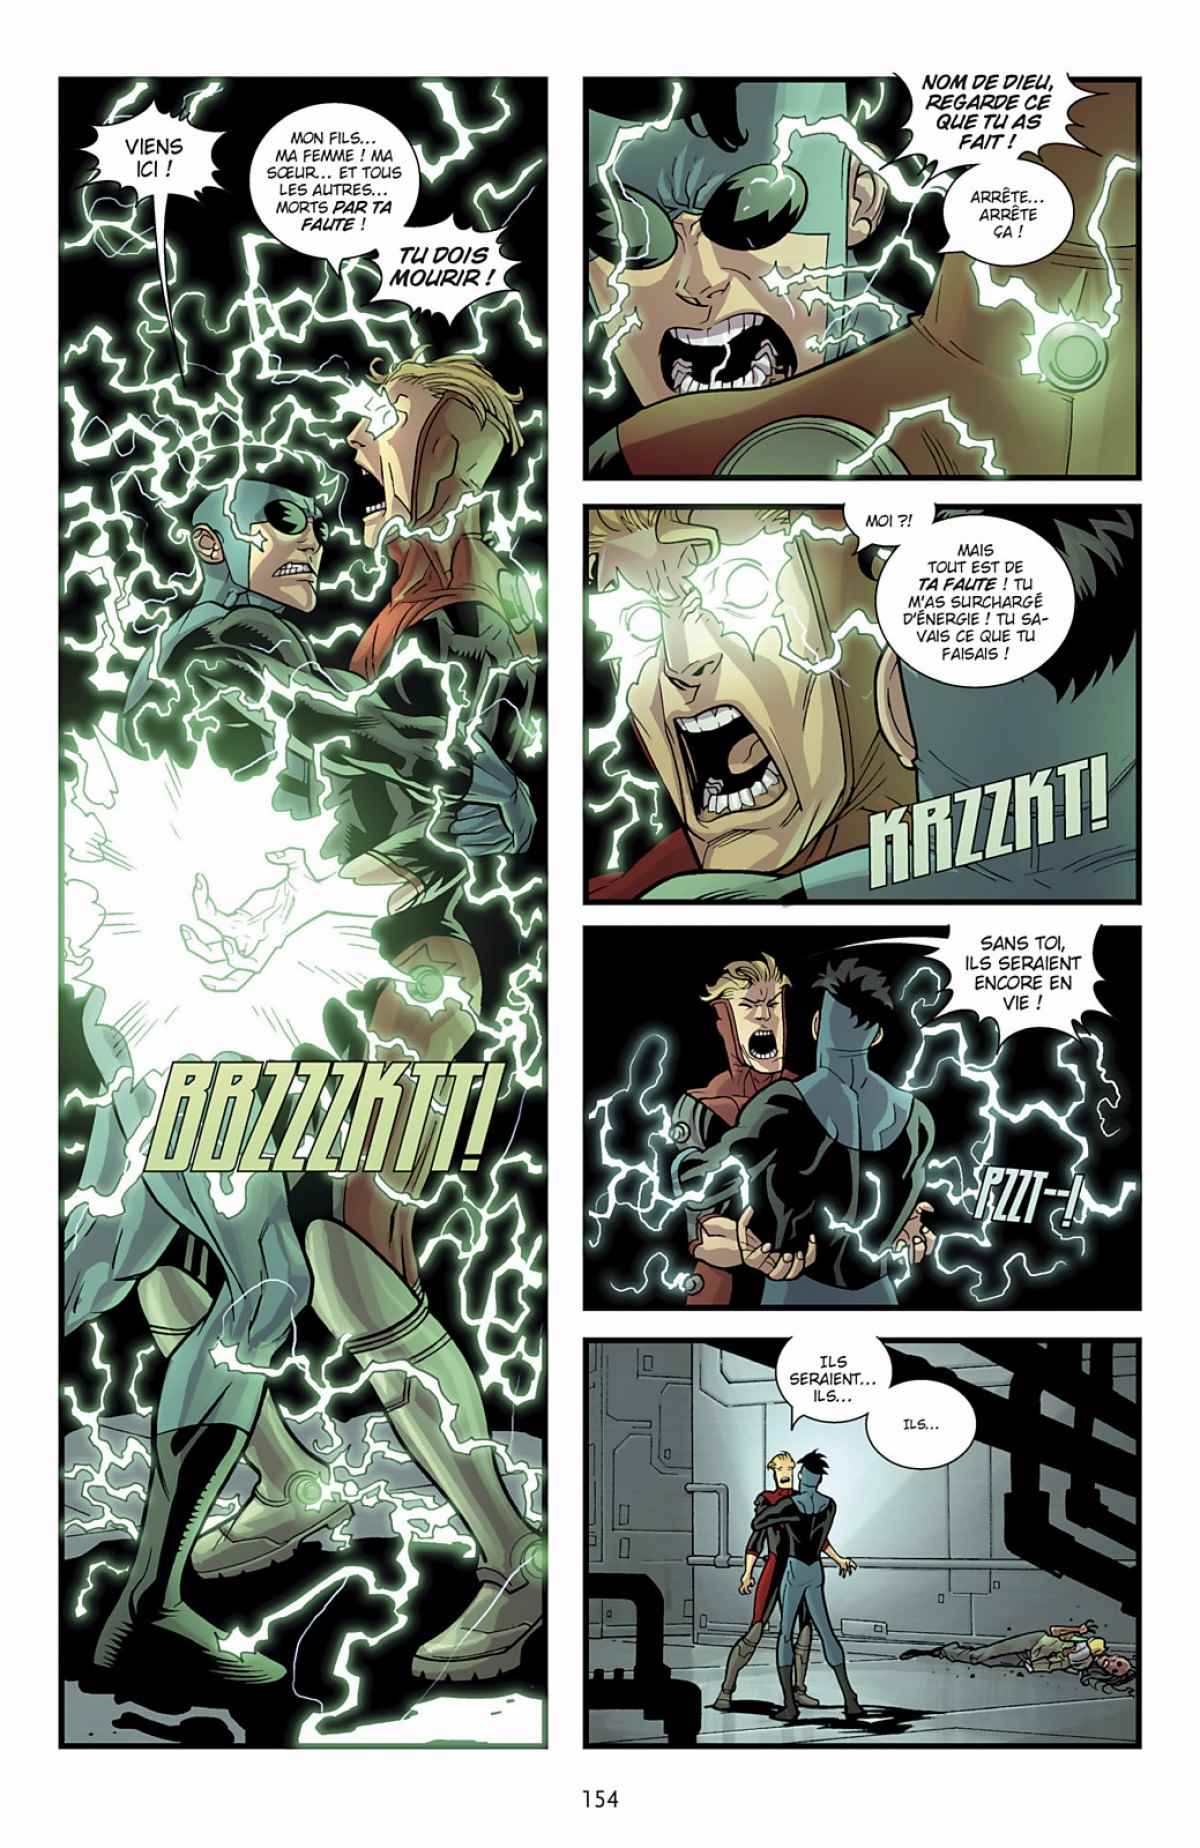 VIENS
ICI !
MON FILS...
MA FEMME ! MA
SŒUR... ET TOUS
LES AUTRES...
MORTS PAR TA
FAUTE !
TU DOIS
MOURIR !
BBZZZKTT!
NOM DE DIEU,
REGARDE CE
QUE TU AS
FAIT !
ARRÊTE...
ARRÊTE
ÇA !
MOI ?!
MAIS
TOUT EST DE
TA FAUTE ! TU
M'AS SURCHARGÉ
D'ÉNERGIE ! TU SA-
VAIS CE QUE TU
FAISAIS !
KRZZKT!
SANS TOI,
ILS SERAIENT
ENCORE EN
VIE !
PZZT--!
ILS
SERAIENT...
ILS...
ILS...
154